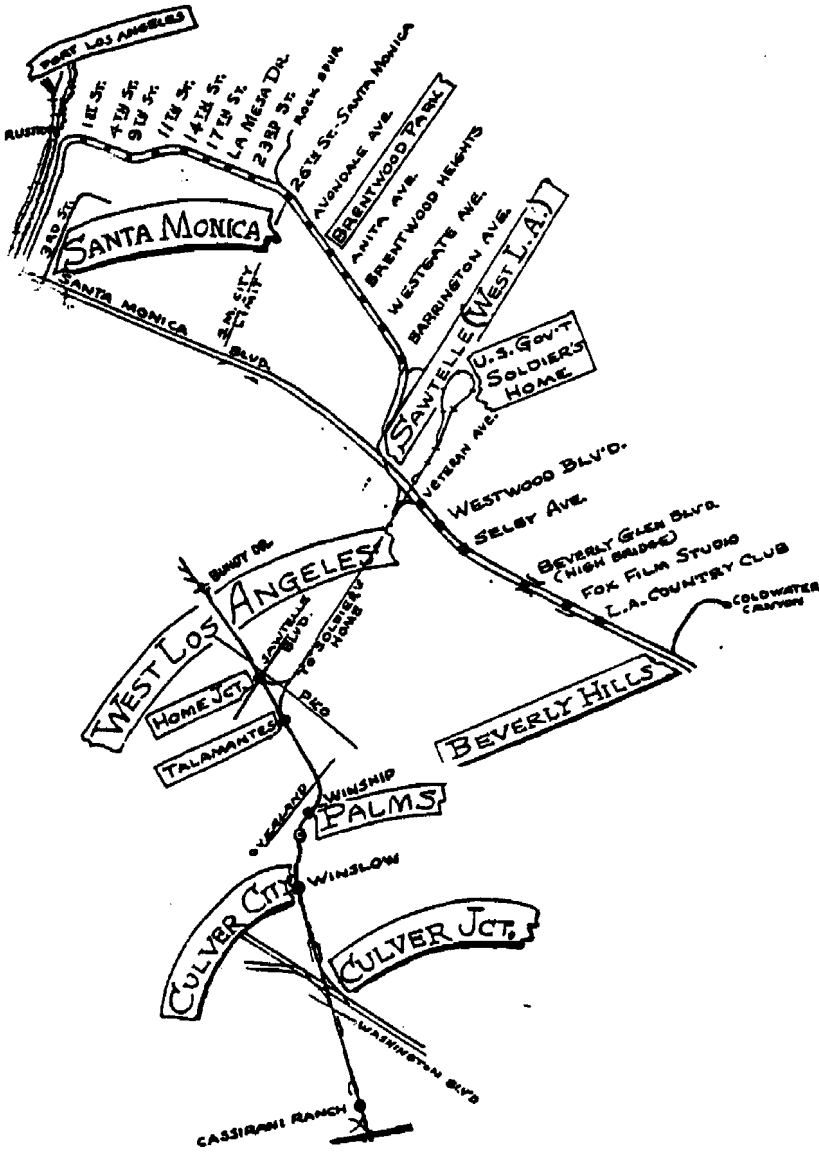 PORT LOS ANGELES
RUSTIC
1ST ST.
4TH ST.
9TH ST.
11TH ST.
14TH ST.
17TH ST.
LA MESA DR.
23RD ST.
ROCK SPUR
26TH ST.-SANTA MONICA
AVONDALE AVE.
BRENTWOOD PARK
ANITA AVE.
BRENTWOOD HEIGHTS
WESTGATE AVE.
BARRINGTON AVE.
SAWTELLE (WEST L.A.)
U.S. GOV'T
SOLDIER'S
HOME
3RD ST.
SANTA MONICA
S.M. CITY
LIMIT
SANTA MONICA
BLVD.
VETERAN AVE.
WESTWOOD BLV'D.
SELBY AVE.
BEVERLY GLEN BLVD.
(HIGH BRIDGE)
FOX FILM STUDIO
L.A. COUNTRY CLUB
COLDWATER
CANYON
BEVERLY HILLS
BUNDY DR.
WEST LOS ANGELES
SAWTELLE
BLVD.
TO SOLDIER'S
HOME
HOME JCT.
PICO
TALAMANTES
OVERLAND
WINSHIP
PALMS
WINSLOW
CULVER CITY
CULVER JCT.
WASHINGTON BLV'D
CASSIRANI RANCH